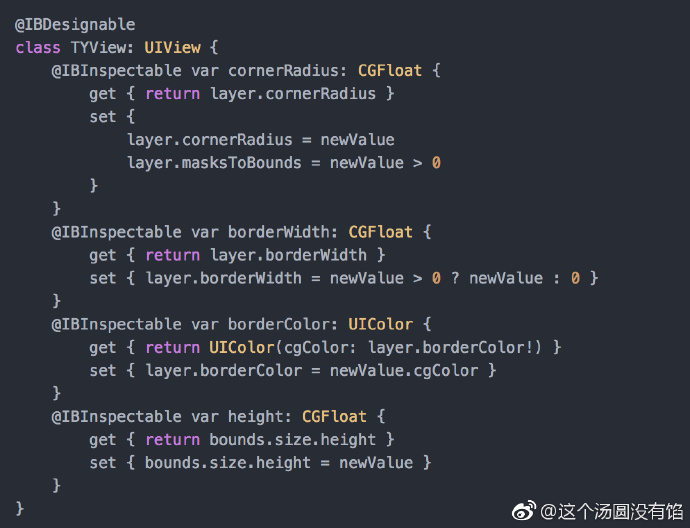 @IBDesignable
class TYView: UIView {
    @IBInspectable var cornerRadius: CGFloat {
        get { return layer.cornerRadius }
        set {
            layer.cornerRadius = newValue
            layer.masksToBounds = newValue > 0
        }
    }
    @IBInspectable var borderWidth: CGFloat {
        get { return layer.borderWidth }
        set { layer.borderWidth = newValue > 0 ? newValue : 0 }
    }
    @IBInspectable var borderColor: UIColor {
        get { return UIColor(cgColor: layer.borderColor!) }
        set { layer.borderColor = newValue.cgColor }
    }
    @IBInspectable var height: CGFloat {
        get { return bounds.size.height }
        set { bounds.size.height = newValue }
    }
}
@这个汤圆没有馅